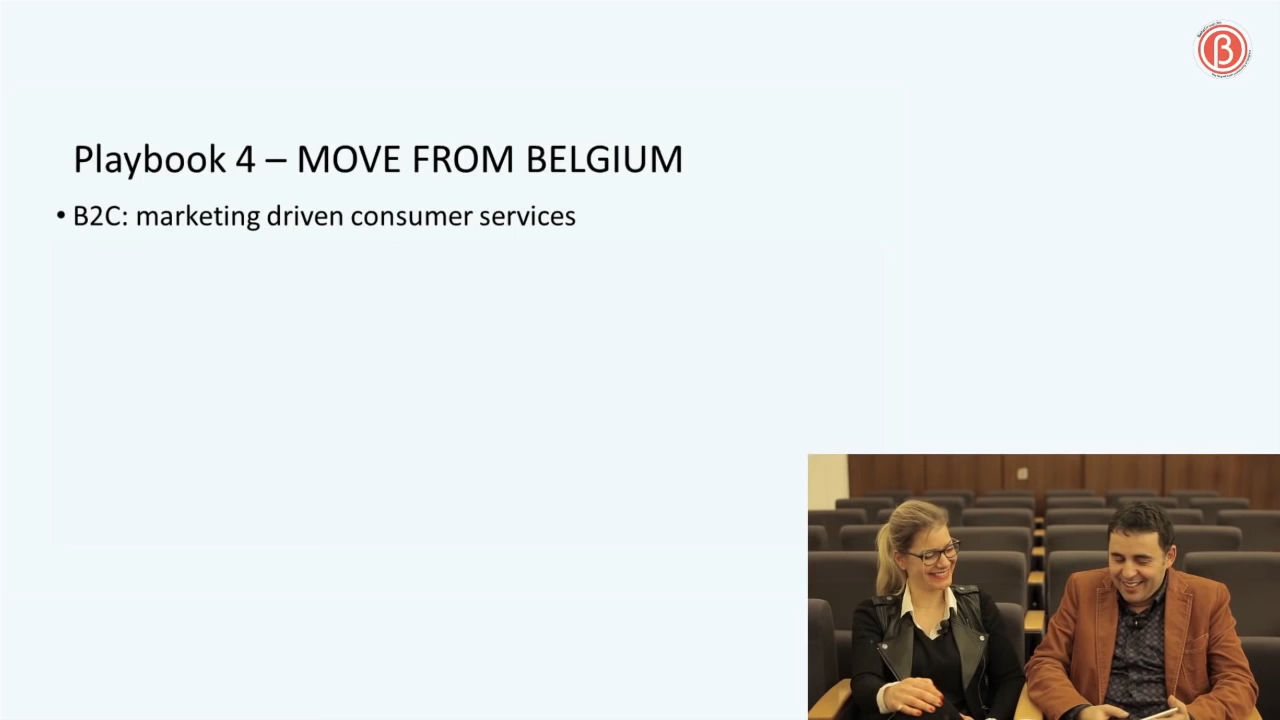 Playbook 4 – MOVE FROM BELGIUM
• B2C: marketing driven consumer services
β